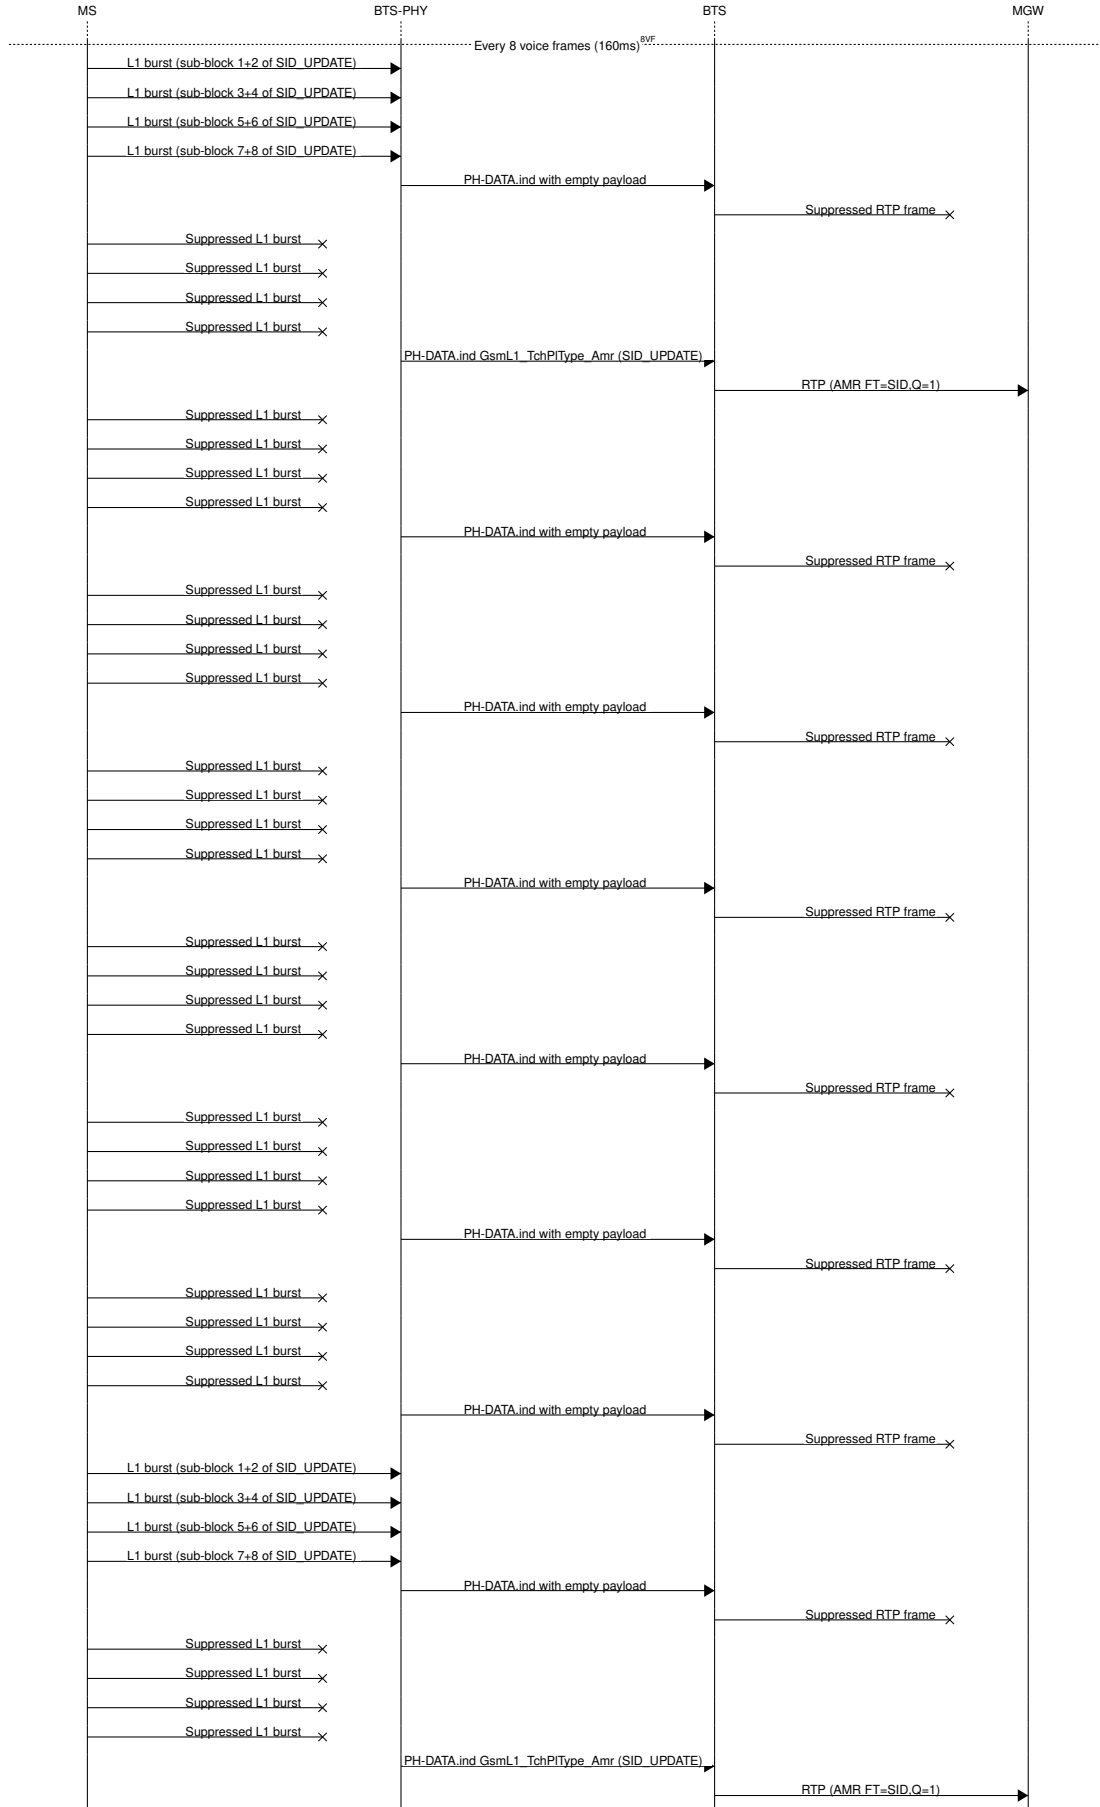 MS BTS-PHY BTS MGW
Every 8 voice frames (160ms)8VF
L1 burst (sub-block 1+2 of SID_UPDATE)
L1 burst (sub-block 3+4 of SID_UPDATE)
L1 burst (sub-block 5+6 of SID_UPDATE)
L1 burst (sub-block 7+8 of SID_UPDATE)
PH-DATA.ind with empty payload
Suppressed RTP frame
Suppressed L1 burst
Suppressed L1 burst
Suppressed L1 burst
Suppressed L1 burst
PH-DATA.ind GsmL1_TchPlType_Amr (SID_UPDATE)
RTP (AMR FT=SID,Q=1)
Suppressed L1 burst
Suppressed L1 burst
Suppressed L1 burst
Suppressed L1 burst
PH-DATA.ind with empty payload
Suppressed RTP frame
Suppressed L1 burst
Suppressed L1 burst
Suppressed L1 burst
Suppressed L1 burst
PH-DATA.ind with empty payload
Suppressed RTP frame
Suppressed L1 burst
Suppressed L1 burst
Suppressed L1 burst
Suppressed L1 burst
PH-DATA.ind with empty payload
Suppressed RTP frame
Suppressed L1 burst
Suppressed L1 burst
Suppressed L1 burst
Suppressed L1 burst
PH-DATA.ind with empty payload
Suppressed RTP frame
Suppressed L1 burst
Suppressed L1 burst
Suppressed L1 burst
Suppressed L1 burst
PH-DATA.ind with empty payload
Suppressed RTP frame
Suppressed L1 burst
Suppressed L1 burst
Suppressed L1 burst
Suppressed L1 burst
PH-DATA.ind with empty payload
Suppressed RTP frame
L1 burst (sub-block 1+2 of SID_UPDATE)
L1 burst (sub-block 3+4 of SID_UPDATE)
L1 burst (sub-block 5+6 of SID_UPDATE)
L1 burst (sub-block 7+8 of SID_UPDATE)
PH-DATA.ind with empty payload
Suppressed RTP frame
Suppressed L1 burst
Suppressed L1 burst
Suppressed L1 burst
Suppressed L1 burst
PH-DATA.ind GsmL1_TchPlType_Amr (SID_UPDATE)
RTP (AMR FT=SID,Q=1)